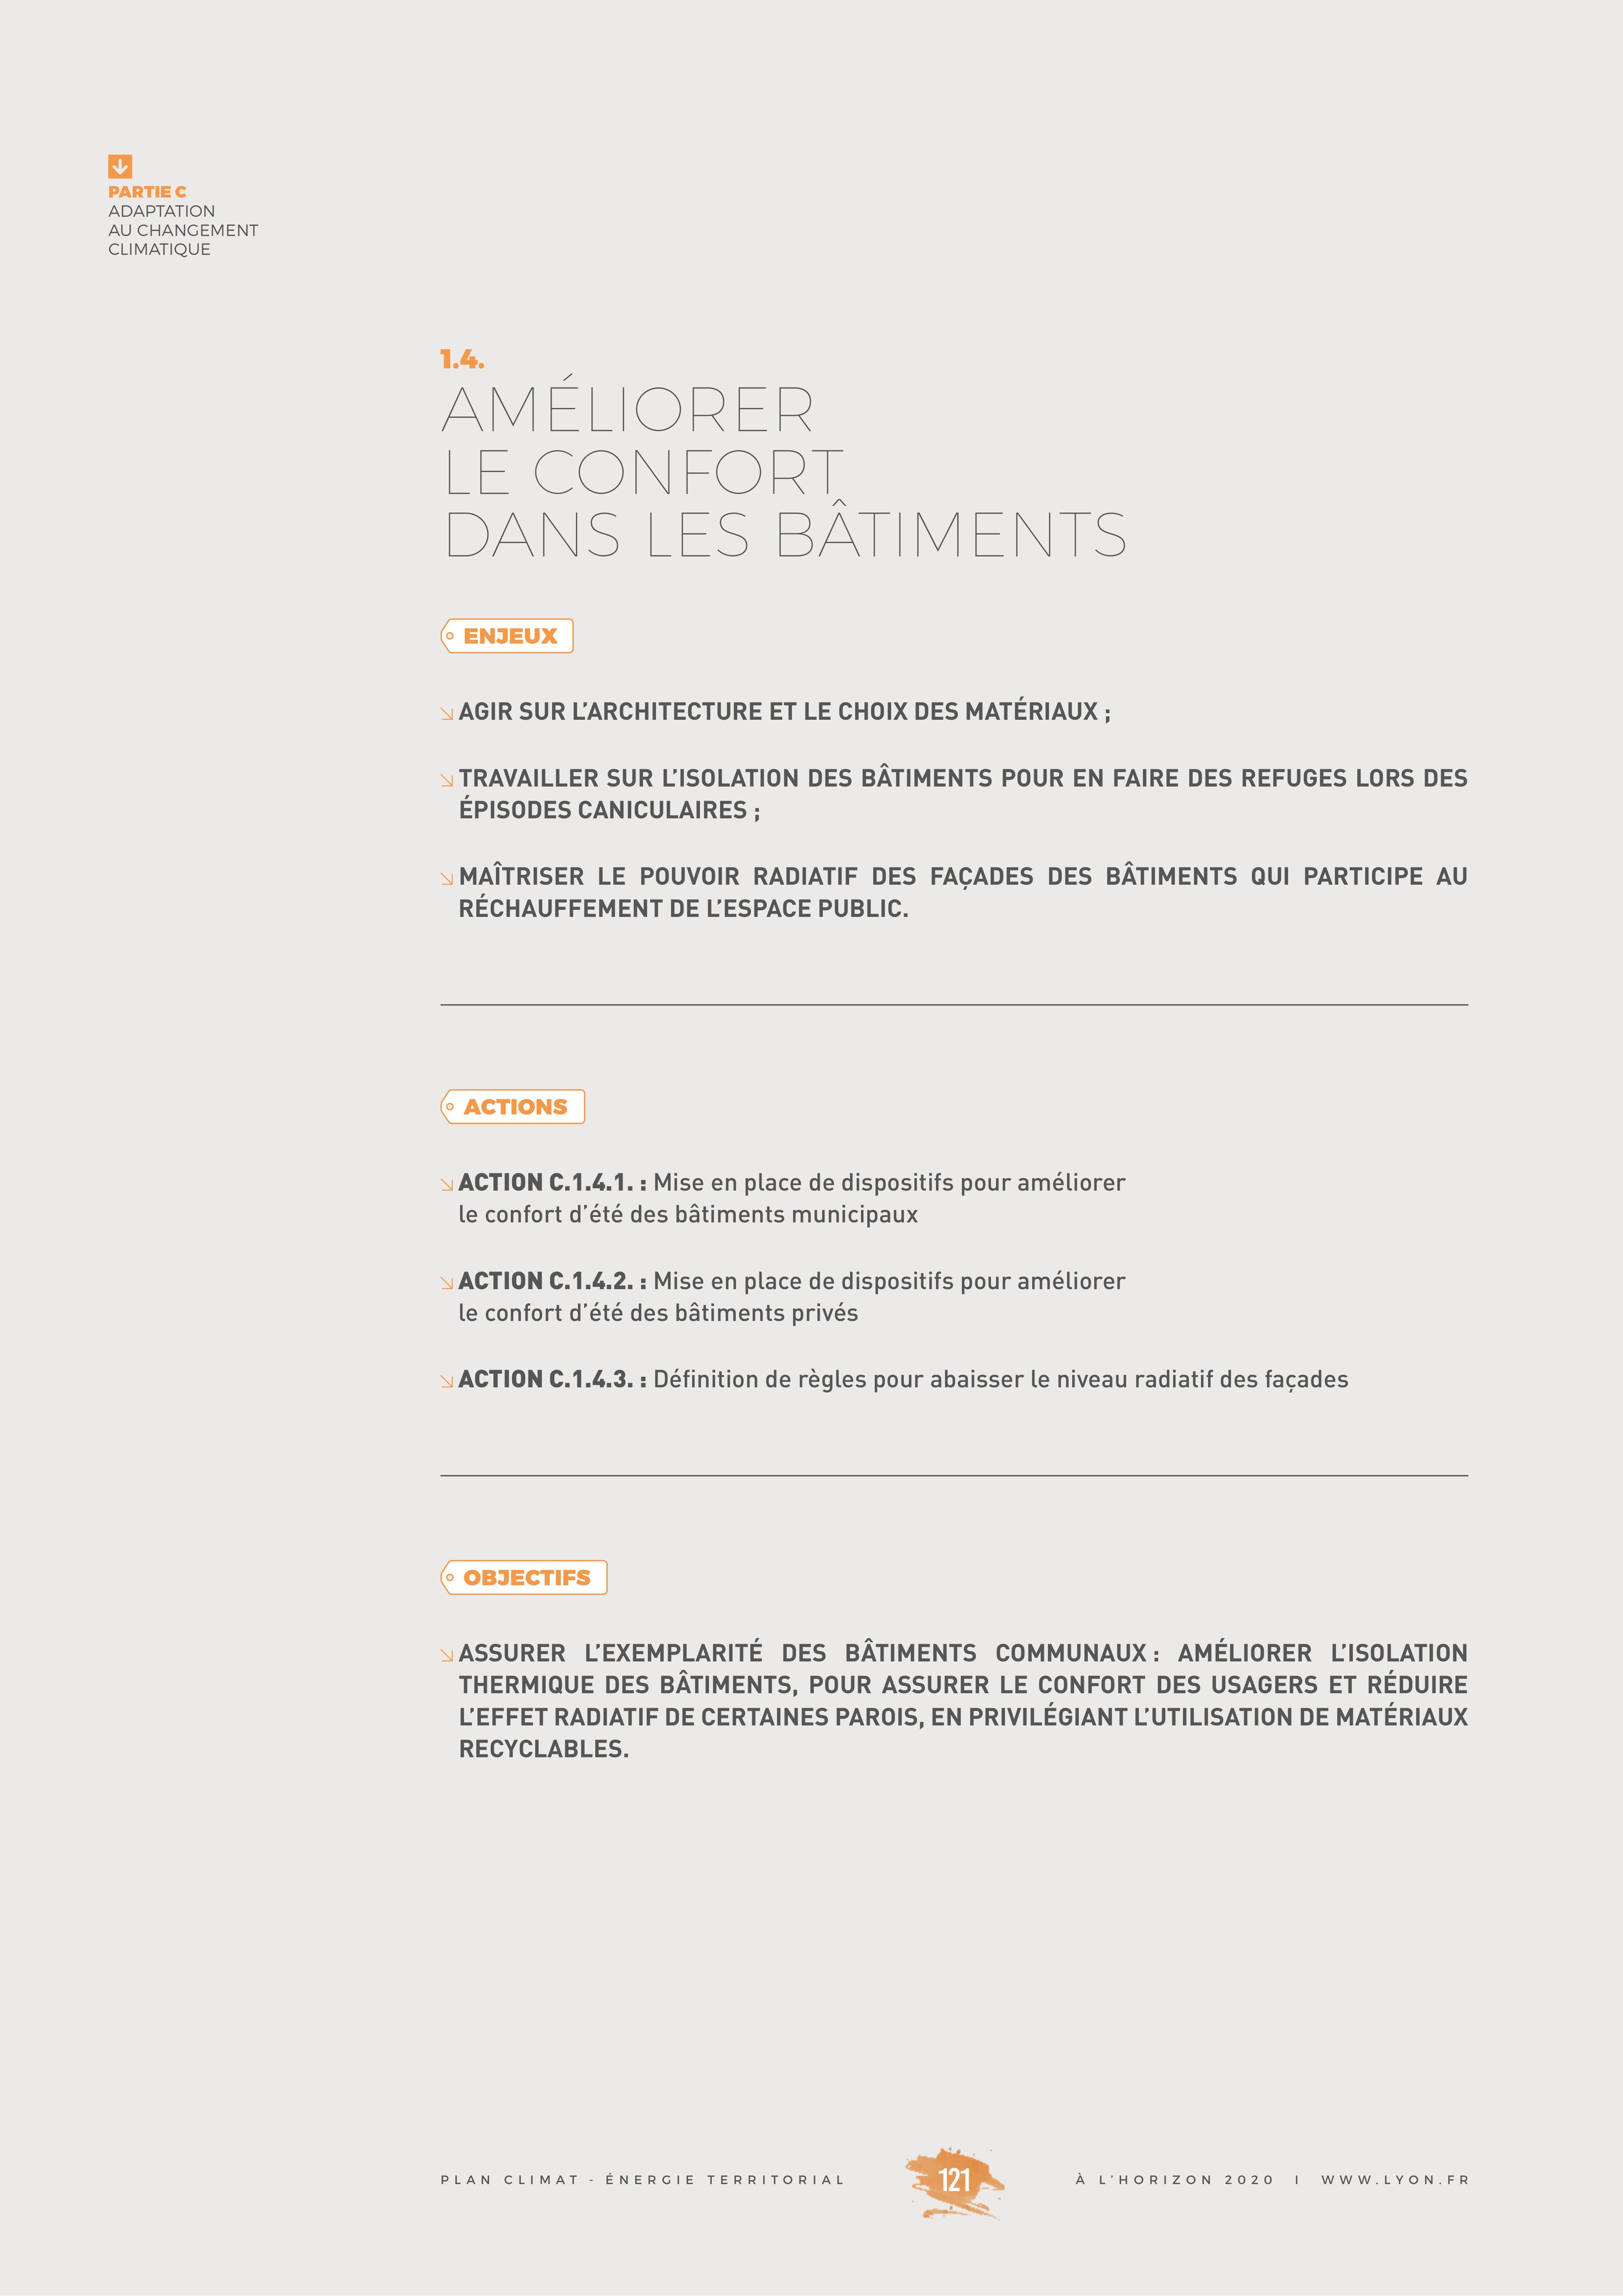 PARTIE C
ADAPTATION
AU CHANGEMENT
CLIMATIQUE
1.4.
AMÉLIORER
LE CONFORT
DANS LES BÂTIMENTS
ENJEUX
AGIR SUR L’ARCHITECTURE ET LE CHOIX DES MATÉRIAUX ;
TRAVAILLER SUR L’ISOLATION DES BÂTIMENTS POUR EN FAIRE DES REFUGES LORS DES
ÉPISODES CANICULAIRES ;
MAÎTRISER LE POUVOIR RADIATIF DES FAÇADES DES BÂTIMENTS QUI PARTICIPE AU
RÉCHAUFFEMENT DE L’ESPACE PUBLIC.
ACTIONS
ACTION C.1.4.1. : Mise en place de dispositifs pour améliorer
le confort d’été des bâtiments municipaux
ACTION C.1.4.2. : Mise en place de dispositifs pour améliorer
le confort d’été des bâtiments privés
ACTION C.1.4.3. : Définition de règles pour abaisser le niveau radiatif des façades
OBJECTIFS
ASSURER L’EXEMPLARITÉ DES BÂTIMENTS COMMUNAUX : AMÉLIORER L’ISOLATION
THERMIQUE DES BÂTIMENTS, POUR ASSURER LE CONFORT DES USAGERS ET RÉDUIRE
L’EFFET RADIATIF DE CERTAINES PAROIS, EN PRIVILÉGIANT L’UTILISATION DE MATÉRIAUX
RECYCLABLES.
PLAN CLIMAT - ÉNERGIE TERRITORIAL 121 À L’HORIZON 2020 I WWW.LYON.FR